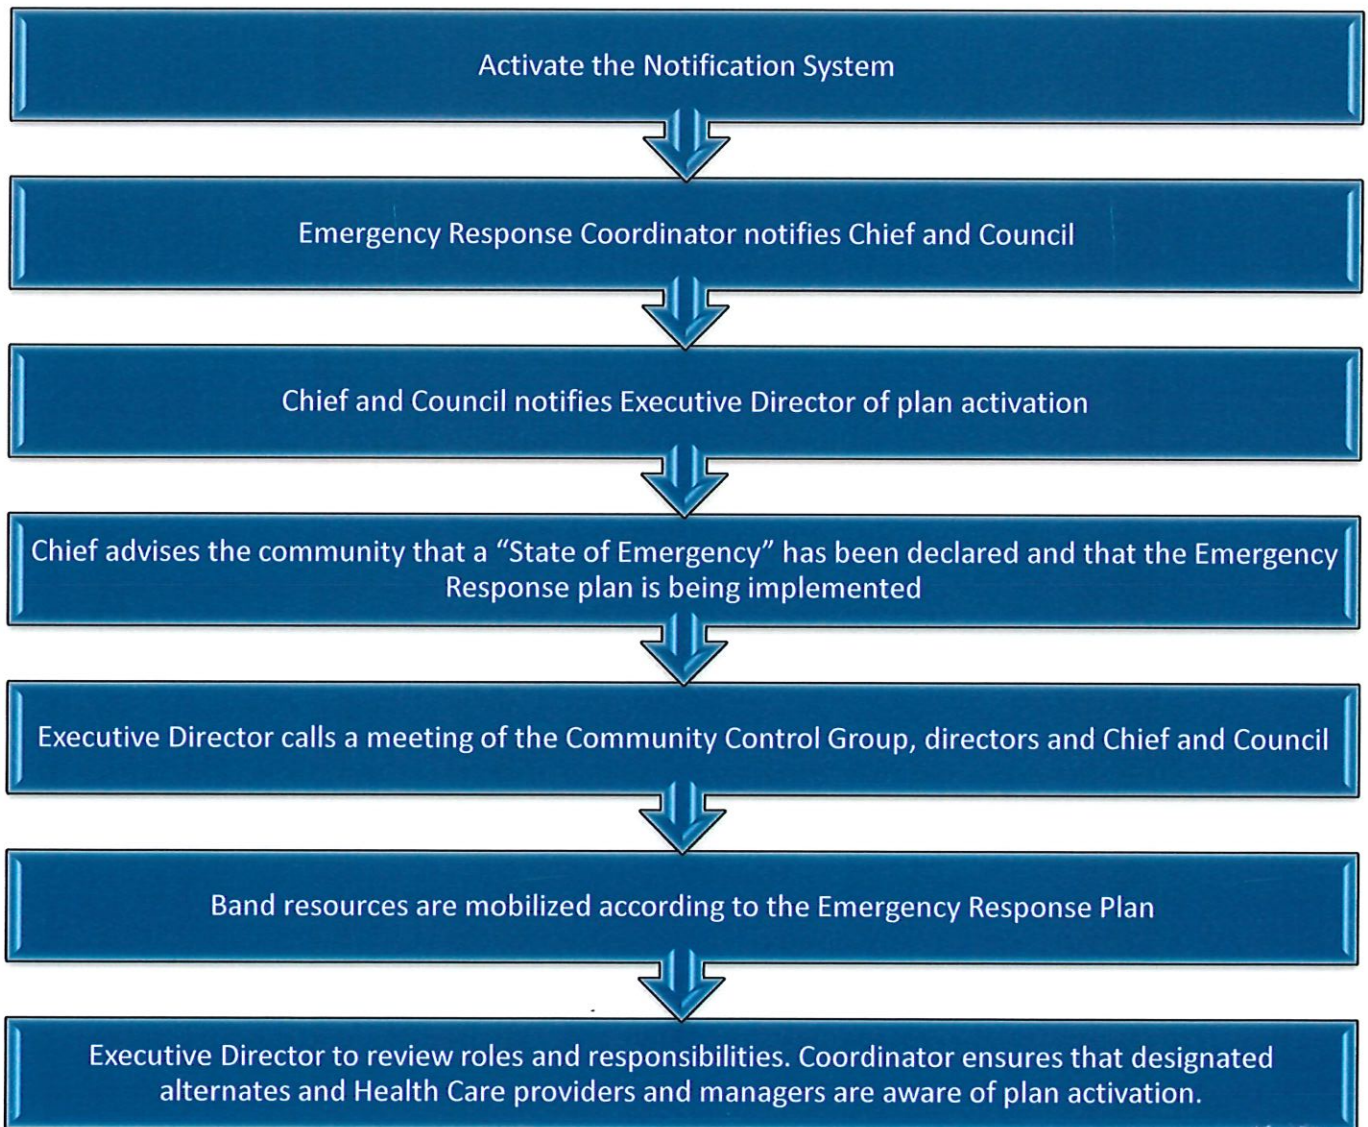 Activate the Notification System
Emergency Response Coordinator notifies Chief and Council
Chief and Council notifies Executive Director of plan activation
Chief advises the community that a “State of Emergency” has been declared and that the Emergency
Response plan is being implemented
Executive Director calls a meeting of the Community Control Group, directors and Chief and Council
Band resources are mobilized according to the Emergency Response Plan
Executive Director to review roles and responsibilities. Coordinator ensures that designated
alternates and Health Care providers and managers are aware of plan activation.